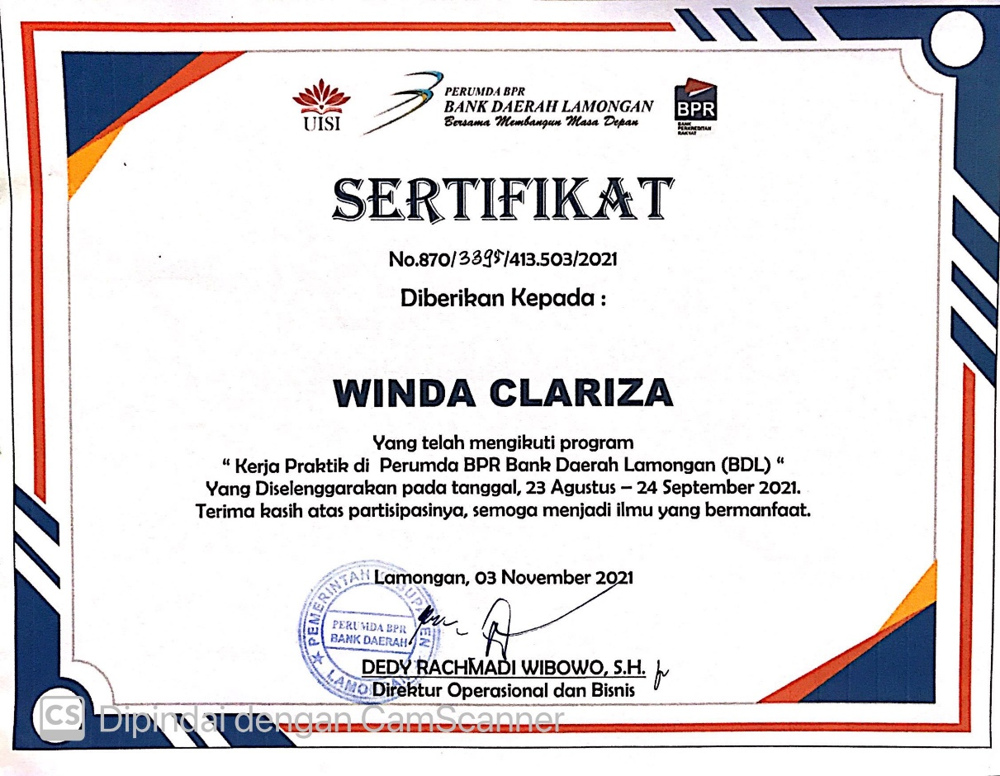 UISI
PERUMDA BPR
BANK DAERAH LAMONGAN
Bersama Membangun Masa Depan
BPR
BANK
PERKREDITAN
RAKYAT
SERTIFIKAT
No.870/3395/413.503/2021
Diberikan Kepada :
WINDA CLARIZA
Yang telah mengikuti program
“ Kerja Praktik di Perumda BPR Bank Daerah Lamongan (BDL) “
Yang Diselenggarakan pada tanggal, 23 Agustus – 24 September 2021.
Terima kasih atas partisipasinya, semoga menjadi ilmu yang bermanfaat.
Lamongan, 03 November 2021
PEMERINTAH
PERUMDA BPR
BANK DAERAH
DEDY RACHMADI WIBOWO, S.H.
Direktur Operasional dan Bisnis
CS Dipindai dengan CamScanner